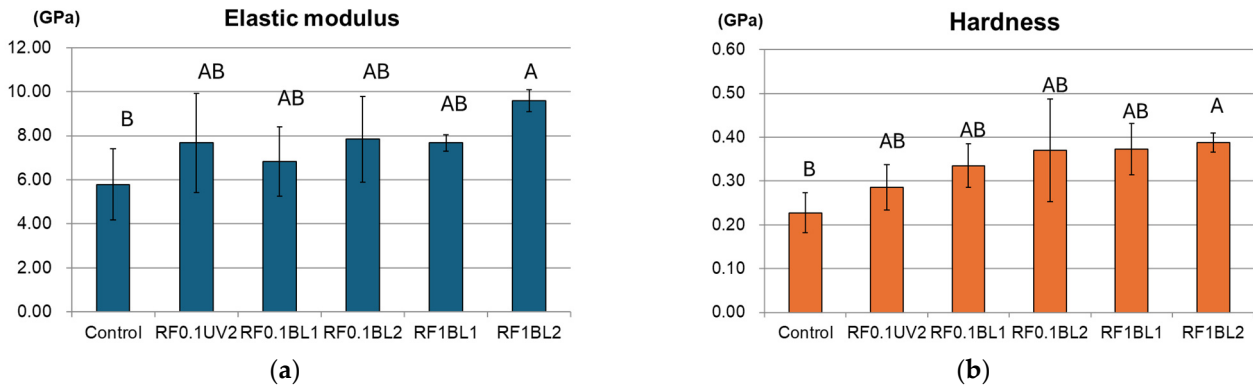 Elastic modulus
(GPa)
12.00
10.00
8.00
6.00
4.00
2.00
0.00
B
AB
AB
AB
AB
A
Control RF0.1UV2 RF0.1BL1 RF0.1BL2 RF1BL1 RF1BL2
(a)
Hardness
(GPa)
0.60
0.50
0.40
0.30
0.20
0.10
0.00
B
AB
AB
AB
AB
A
Control RF0.1UV2 RF0.1BL1 RF0.1BL2 RF1BL1 RF1BL2
(b)